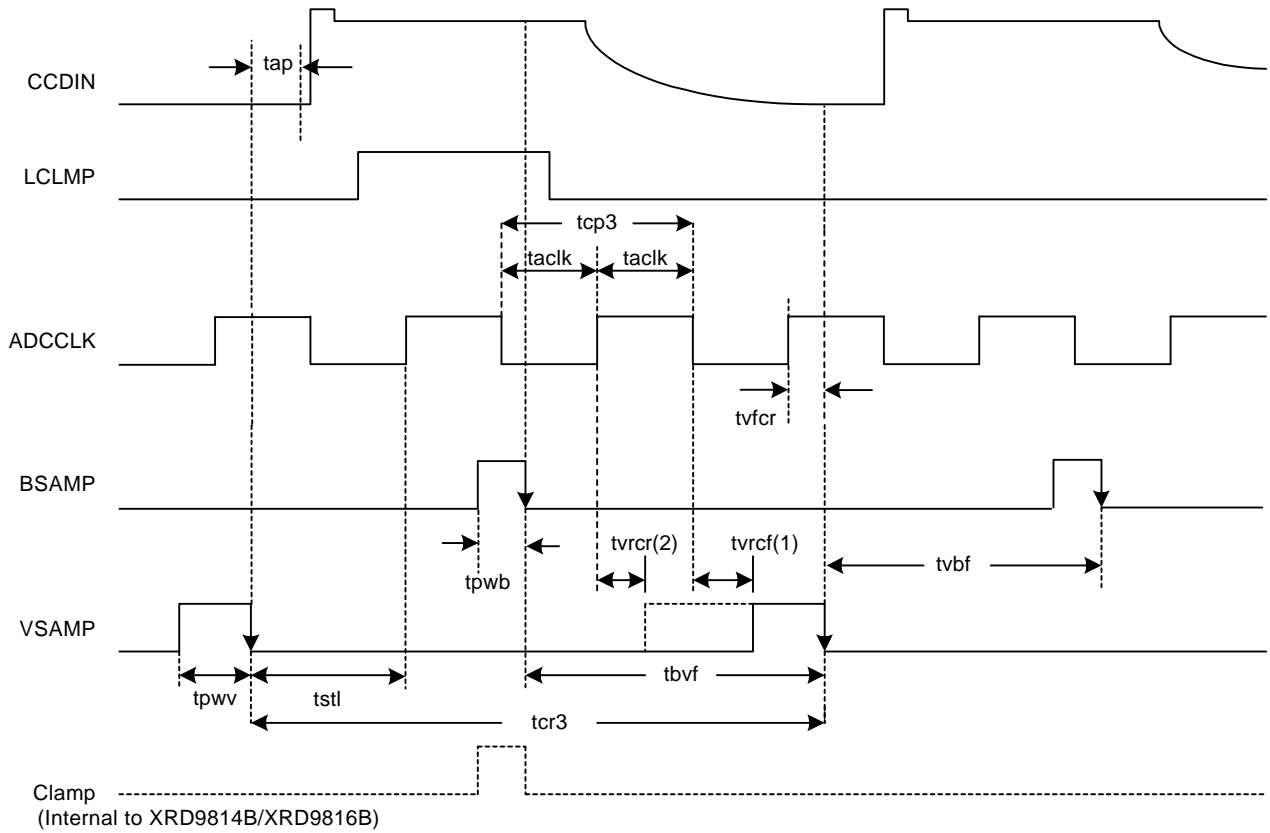 tap
CCDIN
LCLMP
tcp3
taclk taclk
ADCCLK
tvfcr
BSAMP
tvrcr(2) tvrcf(1)
tpwb tvbf
VSAMP
tpwv tstl tbvf
tcr3
Clamp
(Internal to XRD9814B/XRD9816B)